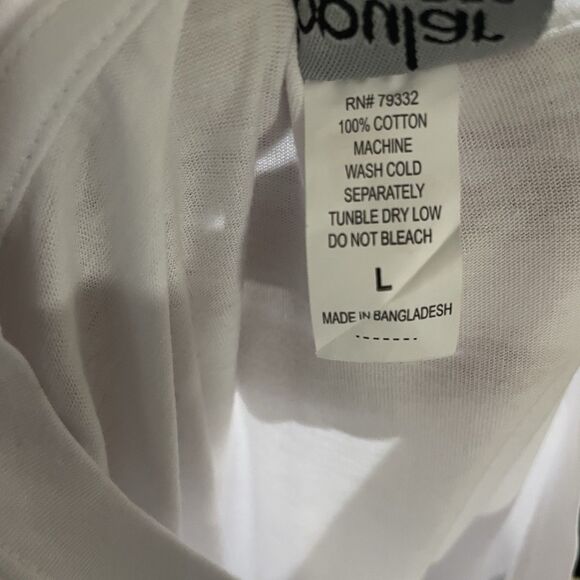 RN# 79332
100% COTTON
MACHINE
WASH COLD
SEPARATELY
TUNBLE DRY LOW
DO NOT BLEACH
L
MADE IN BANGLADESH